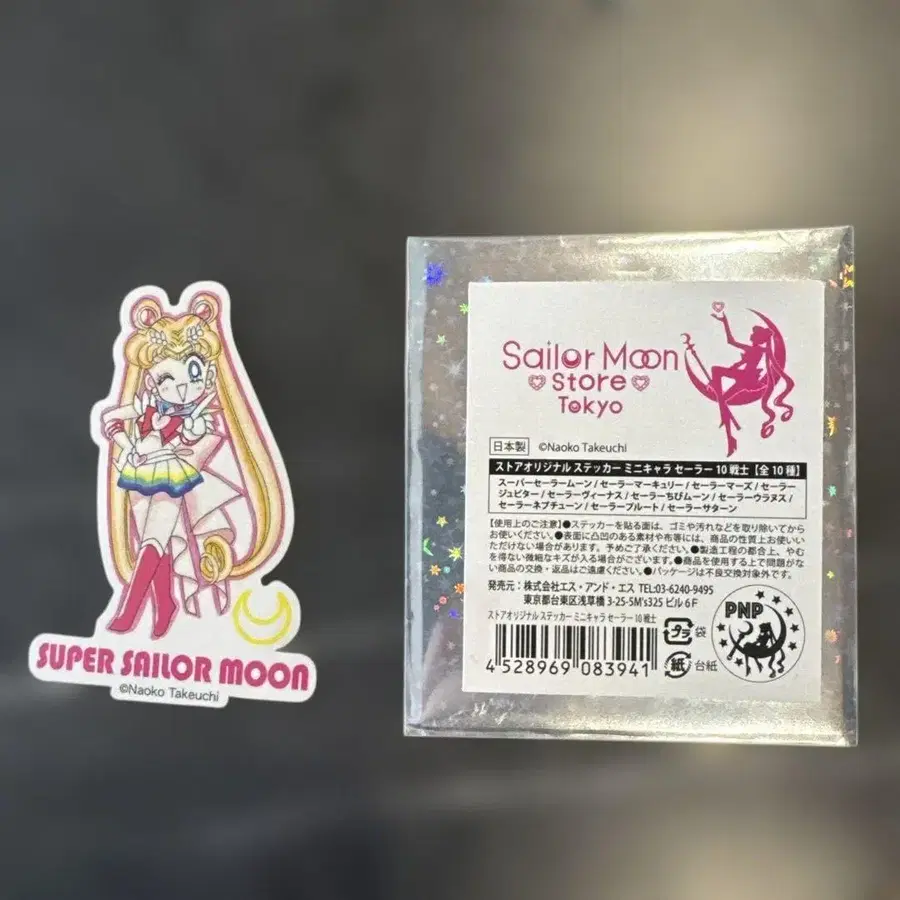 SUPER SAILOR MOON
©Naoko Takeuchi
Sailor Moon
Store
Tokyo
日本製 ©Naoko Takeuchi
ストアオリジナル ステッカー ミニキャラ セーラー 10 戦士【全 10 種】
スーパーセーラームーン / セーラーマーキュリー / セーラーマーズ / セーラー
ジュピター / セーラーヴィーナス / セーラーちびムーン / セーラーウラヌス /
セーラーネプチューン / セーラープルート / セーラーサターン
【使用上のご注意】●ステッカーを貼る面は、ゴミや汚れなどを取り除いてから
お使いください。●表面に凸凹のある素材や布等には、商品の性質上お使いい
ただけない場合があります。予めご了承ください。●製造工程の都合上、やむ
を得ない微細なキズが入る場合がございます。●商品を使用する上で問題がな
い商品の交換・返品はご遠慮ください。●パッケージは不良交換対象外です。
発売元：株式会社エス・アンド・エス TEL:03-6240-9495
東京都台東区浅草橋 3-25-5M's325 ビル 6F
ストアオリジナル ステッカー ミニキャラ セーラー 10 戦士
4 528969 083941
プラ 袋
紙 台紙
PNP